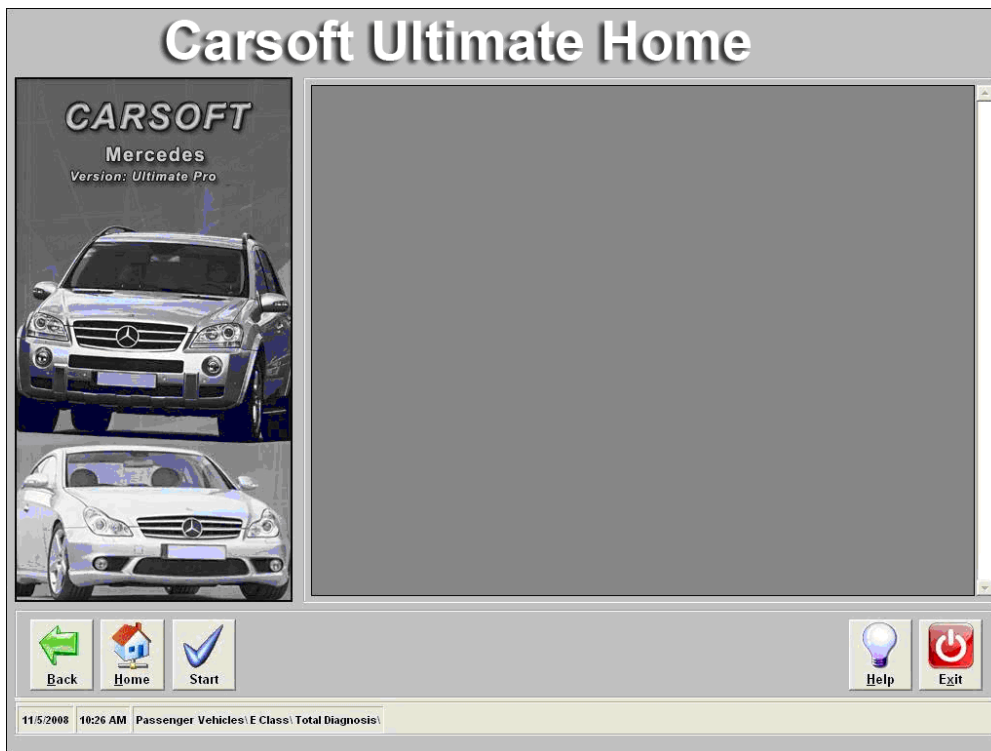 Carsoft Ultimate Home
CARSOFT
Mercedes
Version: Ultimate Pro
Back
Home
Start
Help
Exit
11/5/2008 10:26 AM Passenger Vehicles\E Class\Total Diagnosis\